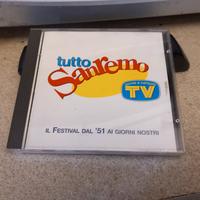 tutto
Sanremo
TV
IL FESTIVAL DAL '51 AI GIORNI NOSTRI